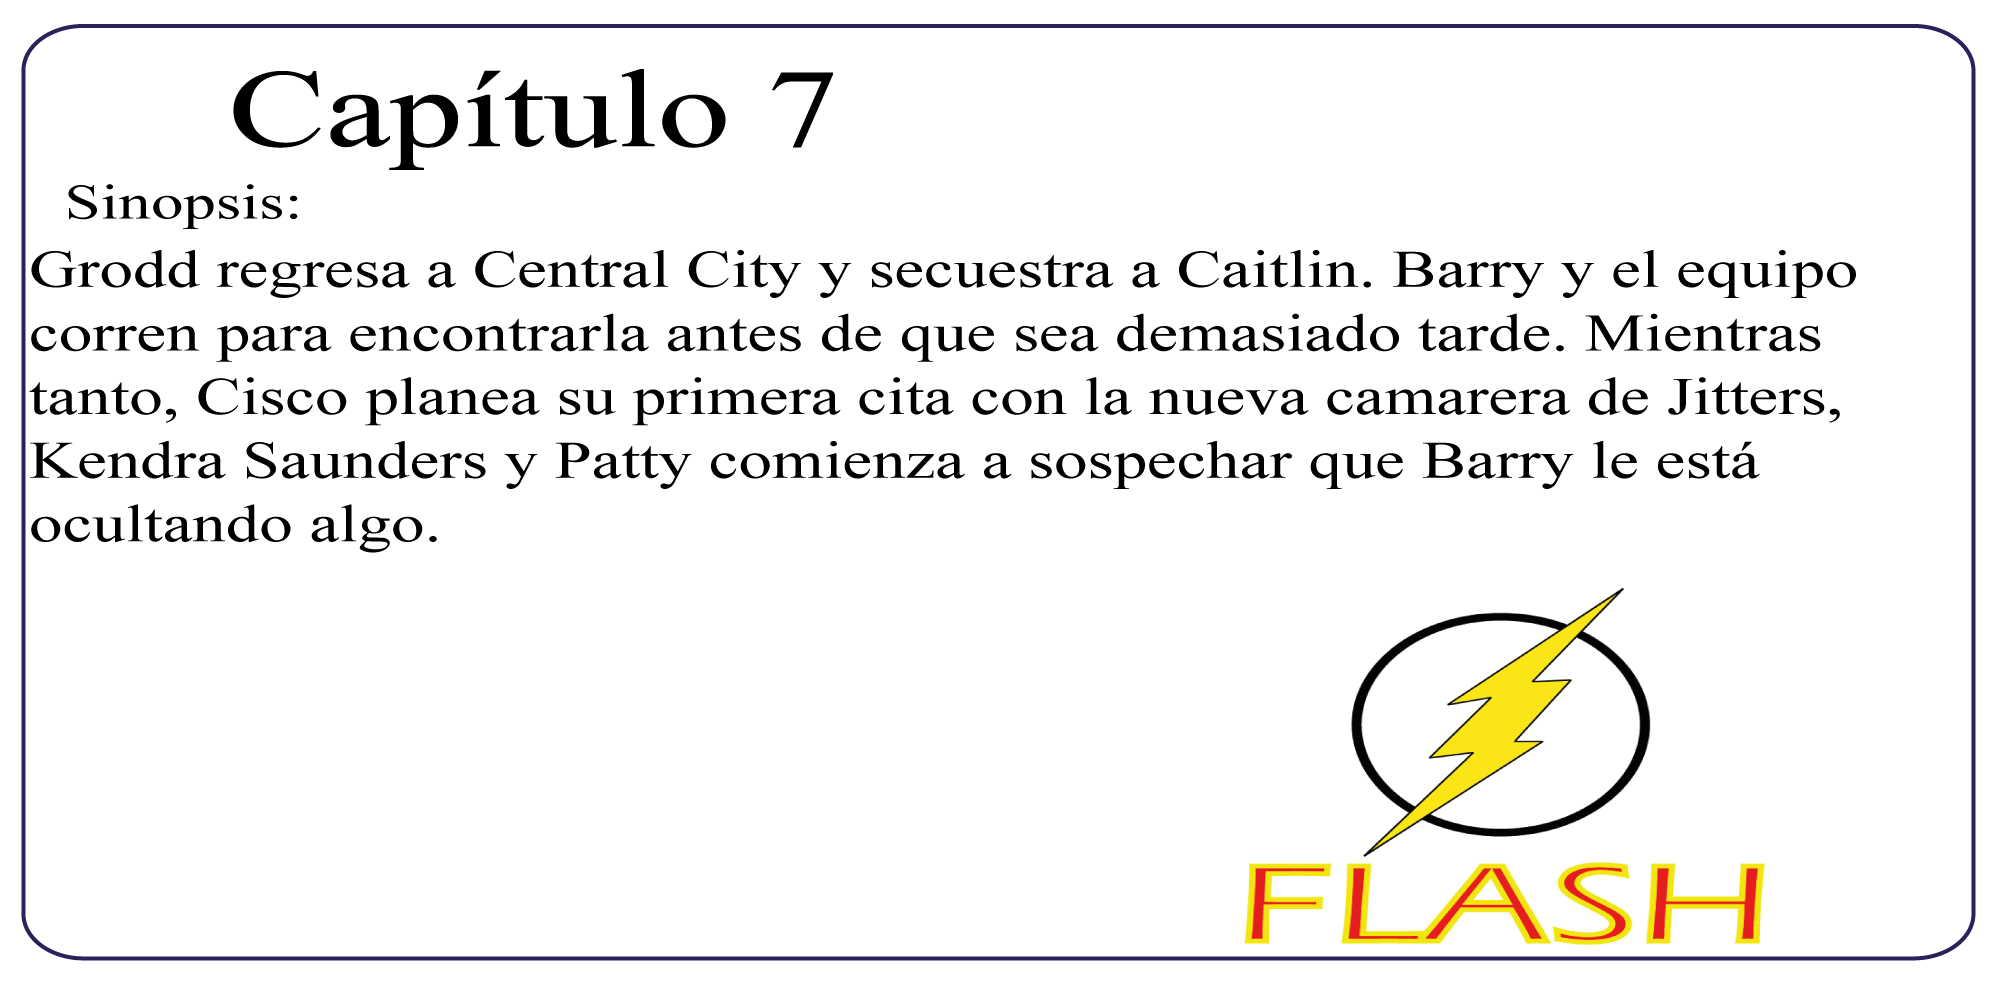 Capítulo 7
Sinopsis:
Grodd regresa a Central City y secuestra a Caitlin. Barry y el equipo
corren para encontrarla antes de que sea demasiado tarde. Mientras
tanto, Cisco planea su primera cita con la nueva camarera de Jitters,
Kendra Saunders y Patty comienza a sospechar que Barry le está
ocultando algo.
FLASH